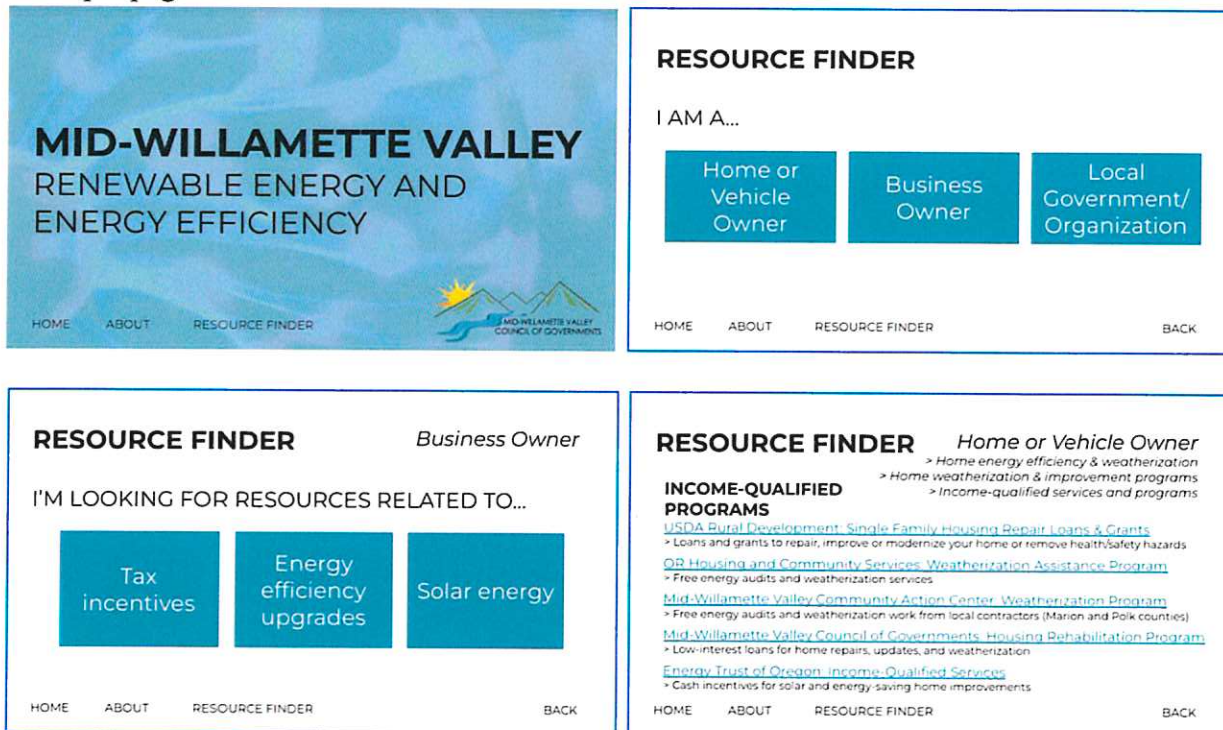 MID-WILLAMETTE VALLEY
RENEWABLE ENERGY AND
ENERGY EFFICIENCY
MID-WILLAMETTE VALLEY
COUNCIL OF GOVERNMENTS
HOME ABOUT RESOURCE FINDER
RESOURCE FINDER
I AM A...
Home or
Vehicle
Owner
Business
Owner
Local
Government/
Organization
HOME ABOUT RESOURCE FINDER BACK
RESOURCE FINDER Business Owner
I'M LOOKING FOR RESOURCES RELATED TO...
Tax
incentives
Energy
efficiency
upgrades
Solar energy
HOME ABOUT RESOURCE FINDER BACK
RESOURCE FINDER Home or Vehicle Owner
> Home energy efficiency & weatherization
> Home weatherization & improvement programs
> Income-qualified services and programs
INCOME-QUALIFIED
PROGRAMS
USDA Rural Development: Single Family Housing Repair Loans & Grants
> Loans and grants to repair, improve or modernize your home or remove health/safety hazards
OR Housing and Community Services: Weatherization Assistance Program
> Free energy audits and weatherization services
Mid-Willamette Valley Community Action Center: Weatherization Program
> Free energy audits and weatherization work from local contractors (Marion and Polk counties)
Mid-Willamette Valley Council of Governments: Housing Rehabilitation Program
> Low-interest loans for home repairs, updates, and weatherization
Energy Trust of Oregon: Income-Qualified Services
> Cash incentives for solar and energy-saving home improvements
HOME ABOUT RESOURCE FINDER BACK